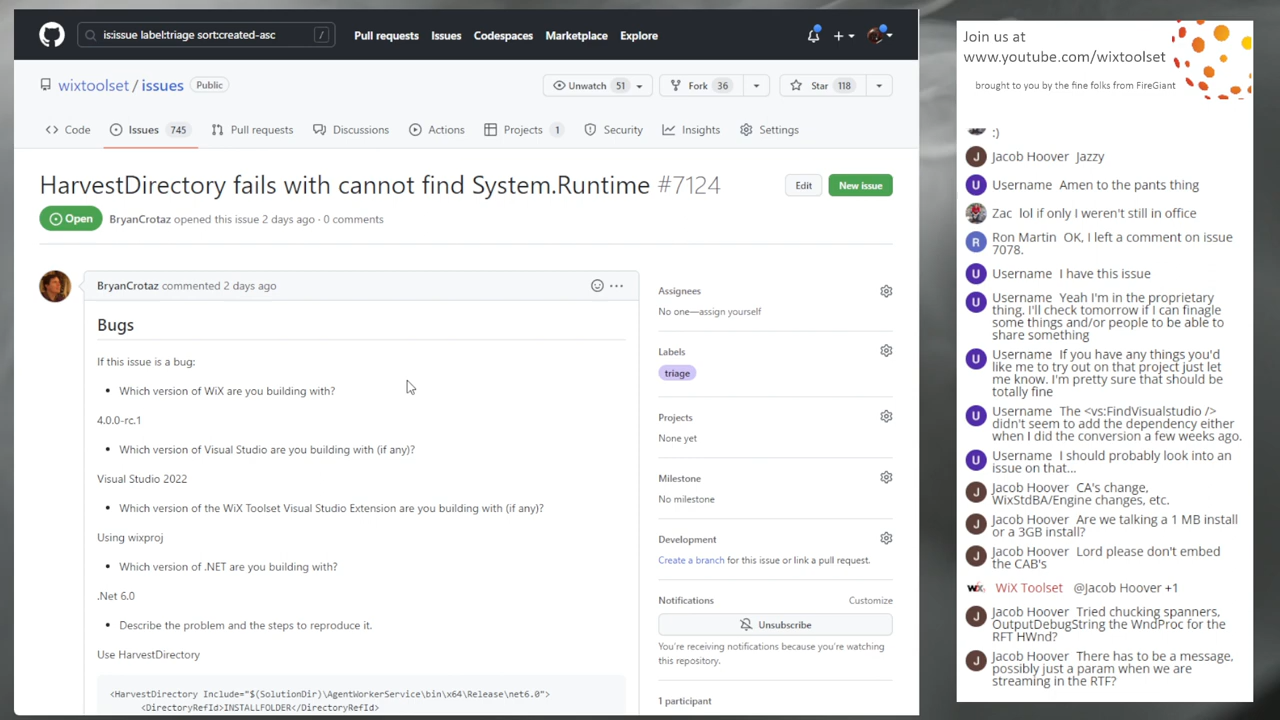 isissue label:triage sort:created-asc
/
Pull requests
Issues
Codespaces
Marketplace
Explore
wixtoolset / issues
Public
Unwatch 51
Fork 36
Star 118
Code
Issues 745
Pull requests
Discussions
Actions
Projects 1
Security
Insights
Settings
HarvestDirectory fails with cannot find System.Runtime #7124
Edit
New issue
Open
BryanCrotaz opened this issue 2 days ago · 0 comments
BryanCrotaz commented 2 days ago
Bugs
If this issue is a bug:
• Which version of WiX are you building with?
4.0.0-rc.1
• Which version of Visual Studio are you building with (if any)?
Visual Studio 2022
• Which version of the WiX Toolset Visual Studio Extension are you building with (if any)?
Using wixproj
• Which version of .NET are you building with?
.Net 6.0
• Describe the problem and the steps to reproduce it.
Use HarvestDirectory
<HarvestDirectory Include="$(SolutionDir)\AgentWorkerService\bin\x64\Release\net6.0">
<DirectoryRefId>INSTALLFOLDER</DirectoryRefId>
Assignees
No one—assign yourself
Labels
triage
Projects
None yet
Milestone
No milestone
Development
Create a branch for this issue or link a pull request.
Notifications
Customize
Unsubscribe
You're receiving notifications because you're watching
this repository.
1 participant
Join us at
www.youtube.com/wixtoolset
brought to you by the fine folks from FireGiant
:)
J Jacob Hoover Jazzy
U Username Amen to the pants thing
Zac lol if only I weren't still in office
R Ron Martin OK, I left a comment on issue
7078.
U Username I have this issue
U Username Yeah I'm in the proprietary
thing. I'll check tomorrow if I can finagle
some things and/or people to be able to
share something
U Username If you have any things you'd
like me to try out on that project just let
me know. I'm pretty sure that should be
totally fine
U Username The <vs:FindVisualstudio />
didn't seem to add the dependency either
when I did the conversion a few weeks ago.
U Username I should probably look into an
issue on that...
J Jacob Hoover CA's change,
WixStdBA/Engine changes, etc.
J Jacob Hoover Are we talking a 1 MB install
or a 3GB install?
J Jacob Hoover Lord please don't embed
the CAB's
WiX WiX Toolset @Jacob Hoover +1
J Jacob Hoover Tried chucking spanners,
OutputDebugString the WndProc for the
RFT HWnd?
J Jacob Hoover There has to be a message,
possibly just a param when we are
streaming in the RTF?